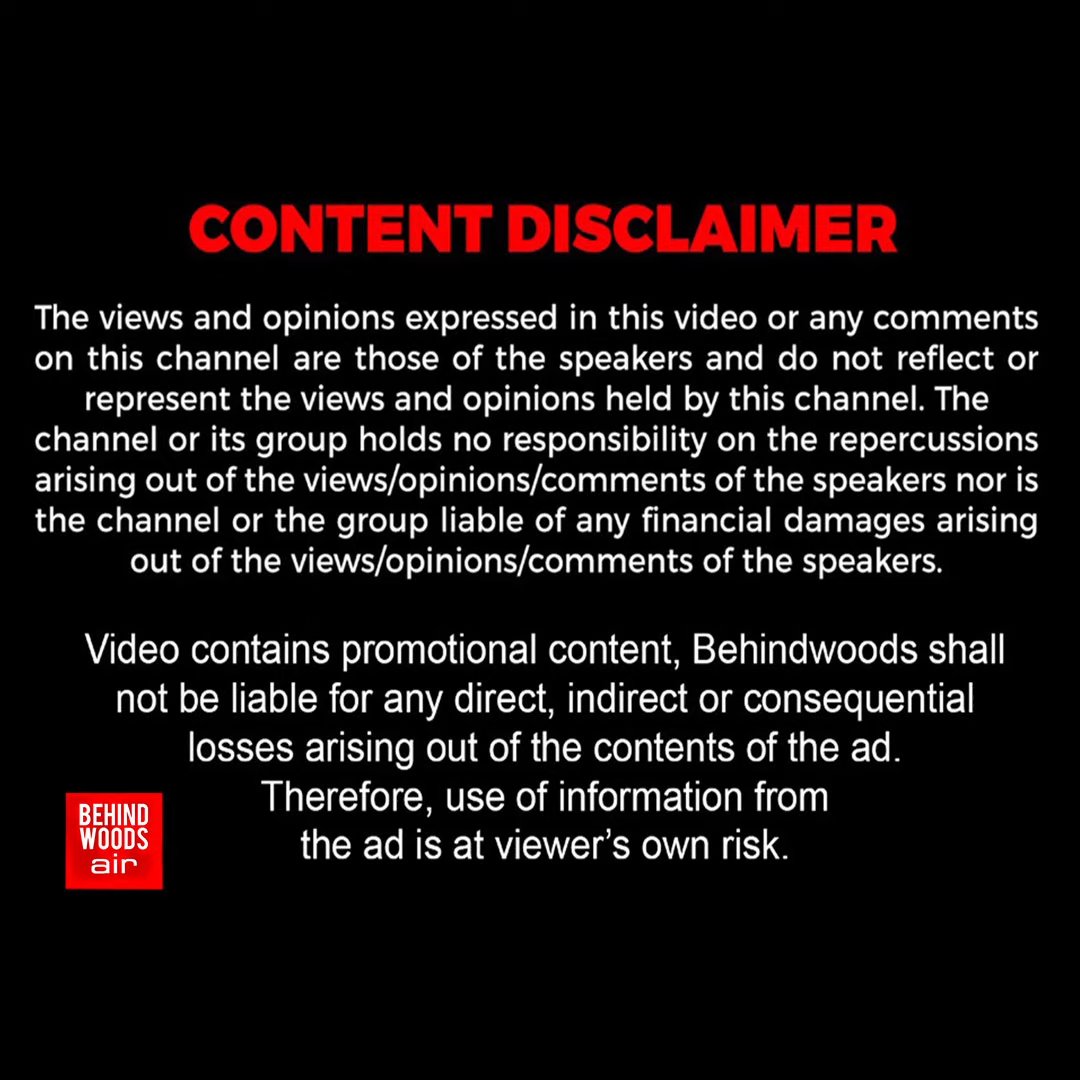 CONTENT DISCLAIMER
The views and opinions expressed in this video or any comments
on this channel are those of the speakers and do not reflect or
represent the views and opinions held by this channel. The
channel or its group holds no responsibility on the repercussions
arising out of the views/opinions/comments of the speakers nor is
the channel or the group liable of any financial damages arising
out of the views/opinions/comments of the speakers.
Video contains promotional content, Behindwoods shall
not be liable for any direct, indirect or consequential
losses arising out of the contents of the ad.
Therefore, use of information from
the ad is at viewer’s own risk.
BEHIND
WOODS
air